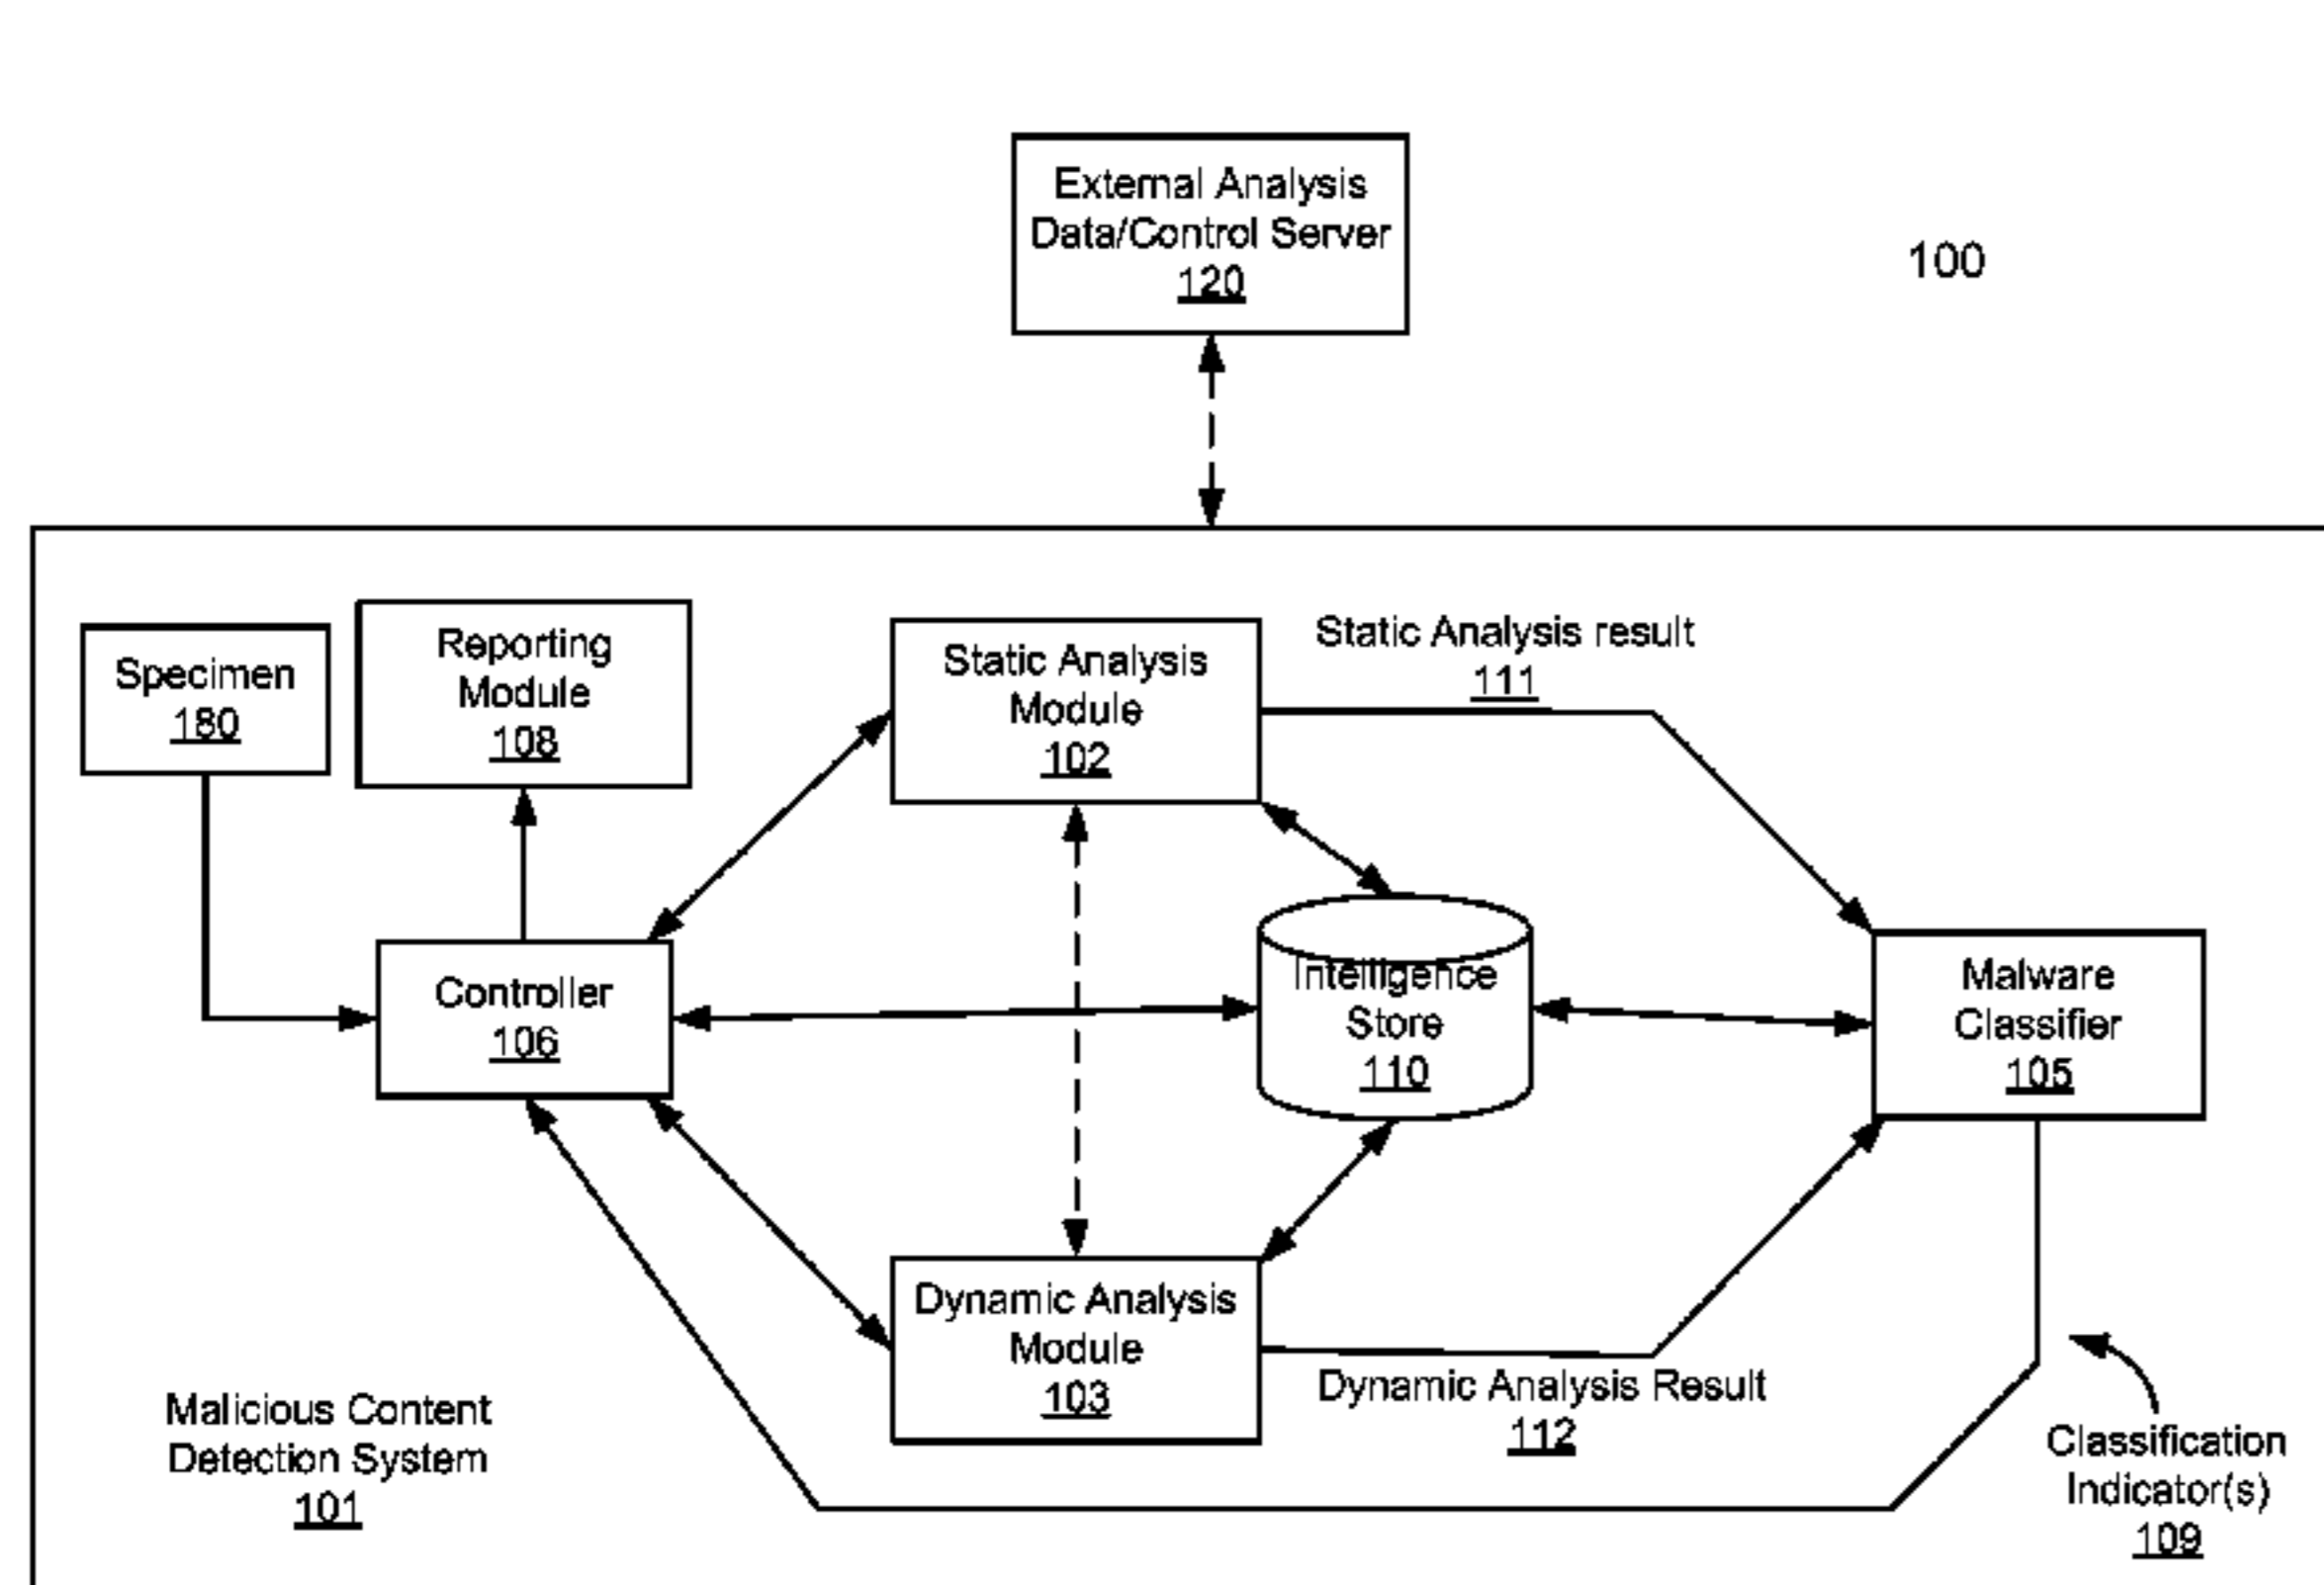 External Analysis
Data/Control Server
120
100
Specimen
180
Reporting
Module
108
Static Analysis
Module
102
Static Analysis result
111
Controller
106
Intelligence
Store
110
Malware
Classifier
105
Dynamic Analysis
Module
103
Dynamic Analysis Result
112
Malicious Content
Detection System
101
Classification
Indicator(s)
109